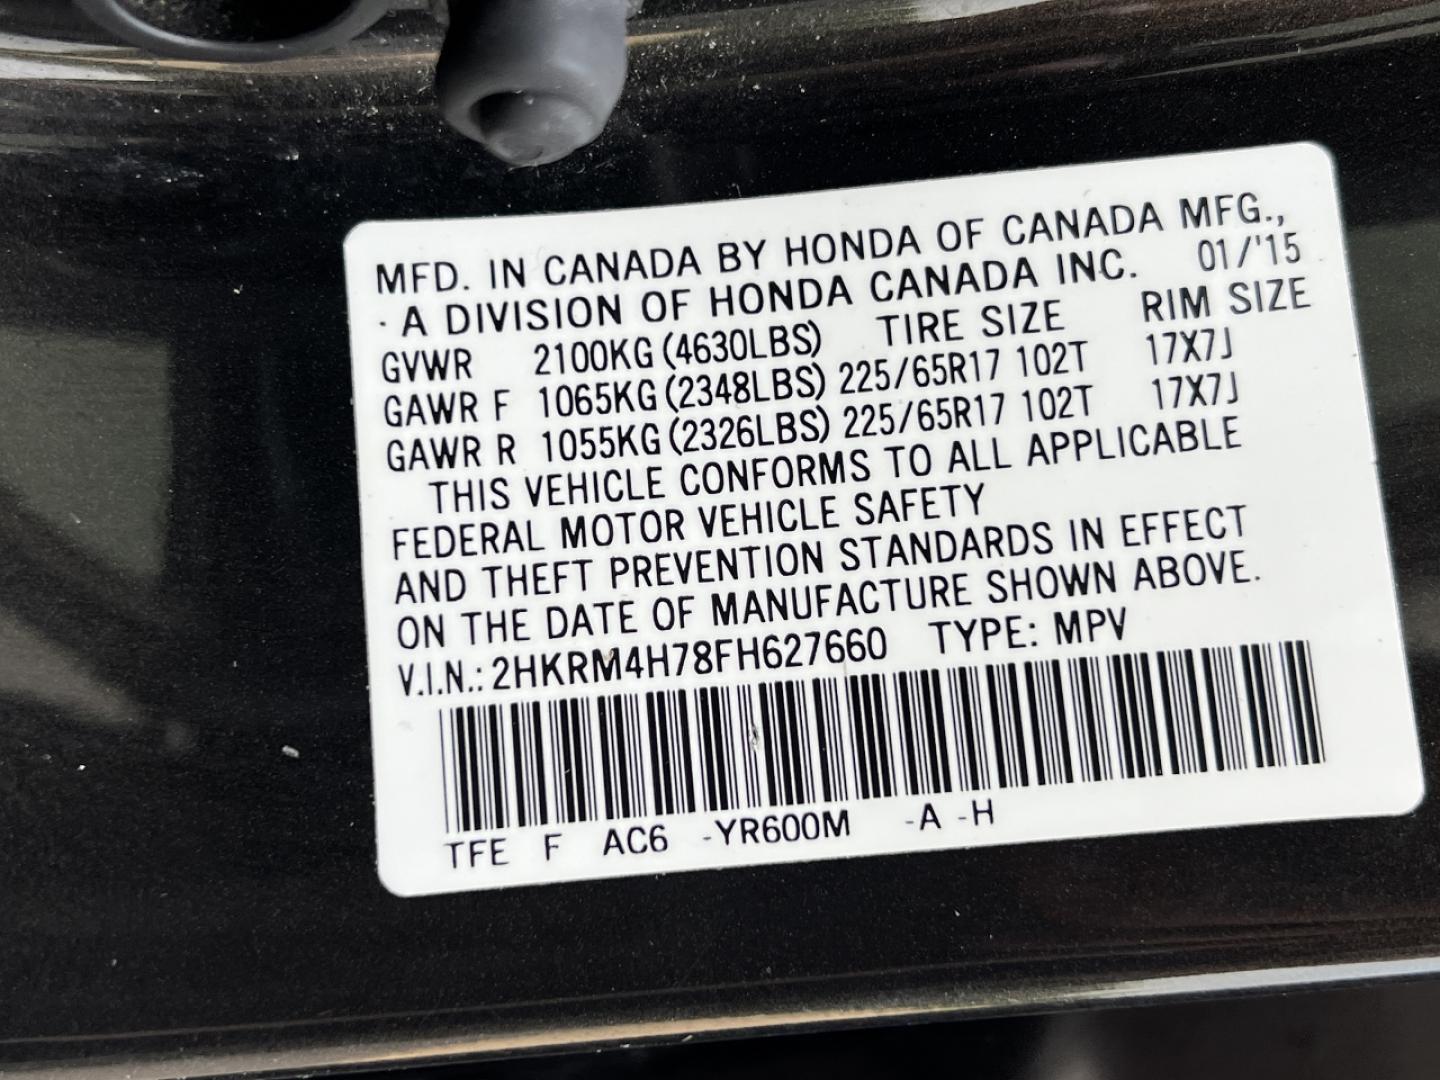 MFD. IN CANADA BY HONDA OF CANADA MFG.,
· A DIVISION OF HONDA CANADA INC. 01/'15
GVWR 2100KG (4630LBS) TIRE SIZE RIM SIZE
GAWR F 1065KG (2348LBS) 225/65R17 102T 17X7J
GAWR R 1055KG (2326LBS) 225/65R17 102T 17X7J
THIS VEHICLE CONFORMS TO ALL APPLICABLE
FEDERAL MOTOR VEHICLE SAFETY
AND THEFT PREVENTION STANDARDS IN EFFECT
ON THE DATE OF MANUFACTURE SHOWN ABOVE.
V.I.N.: 2HKRM4H78FH627660 TYPE: MPV
TFE F AC6 -YR600M -A -H